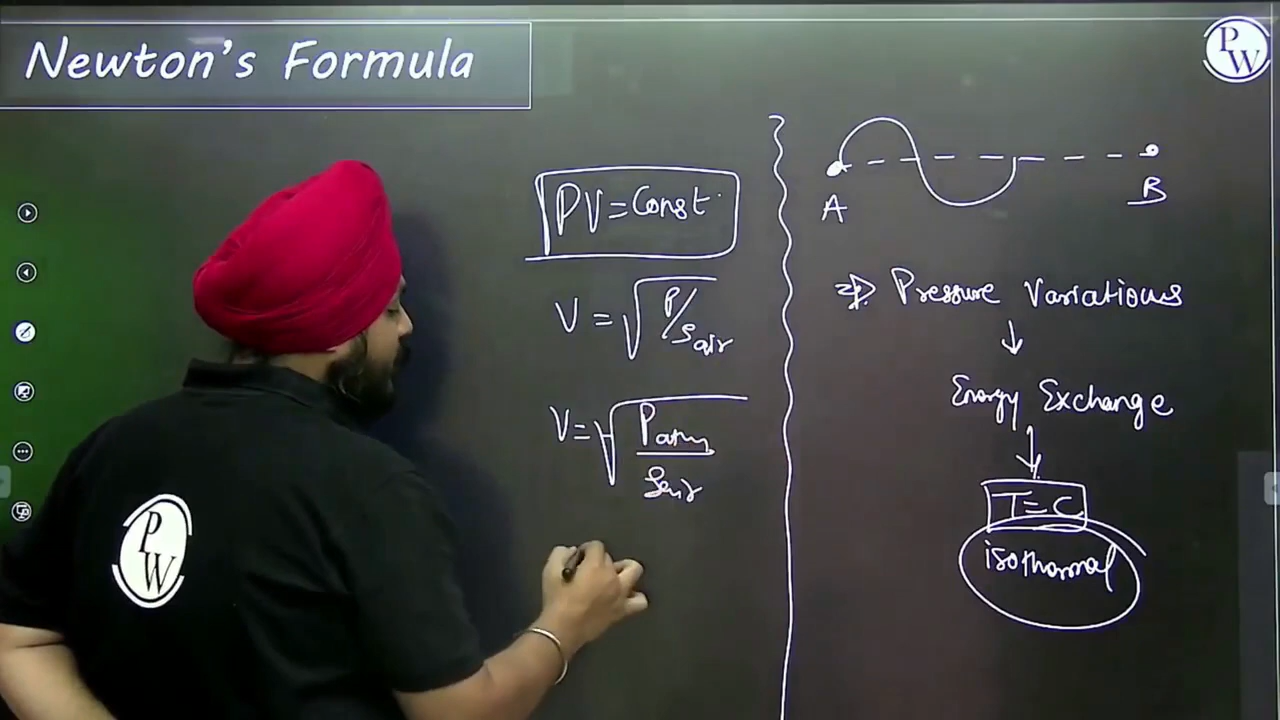 Newton's Formula
PW
PV = Const.
V = √P/ρair
V = √Patm/ρair
A
B
⇒ Pressure Variations
↓
Energy Exchange
↓
T = C
isothermal
PW